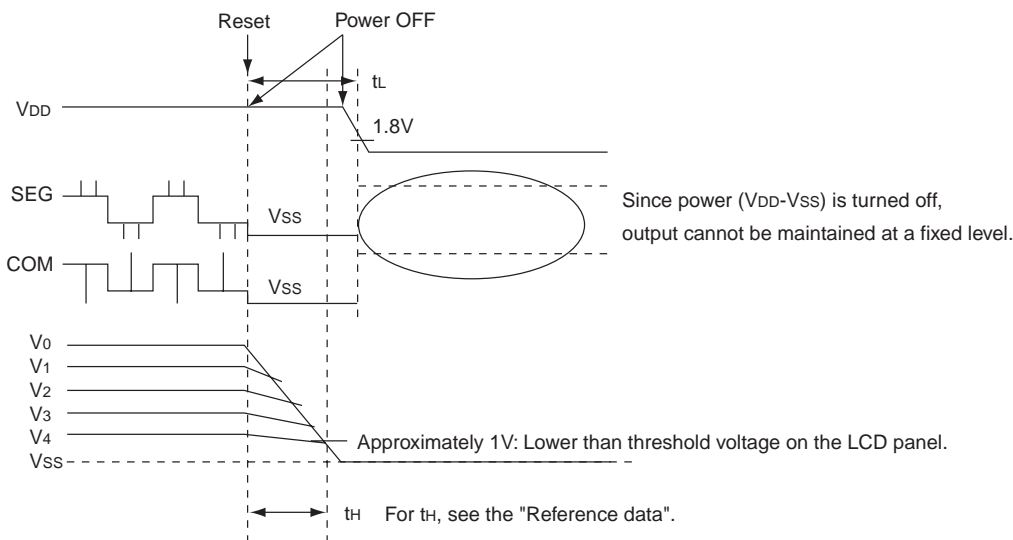 Reset
Power OFF
tL
VDD
1.8V
SEG
VSS
Since power (VDD-VSS) is turned off,
output cannot be maintained at a fixed level.
COM
VSS
V0
V1
V2
V3
V4
Approximately 1V: Lower than threshold voltage on the LCD panel.
VSS
tH
For tH, see the "Reference data".